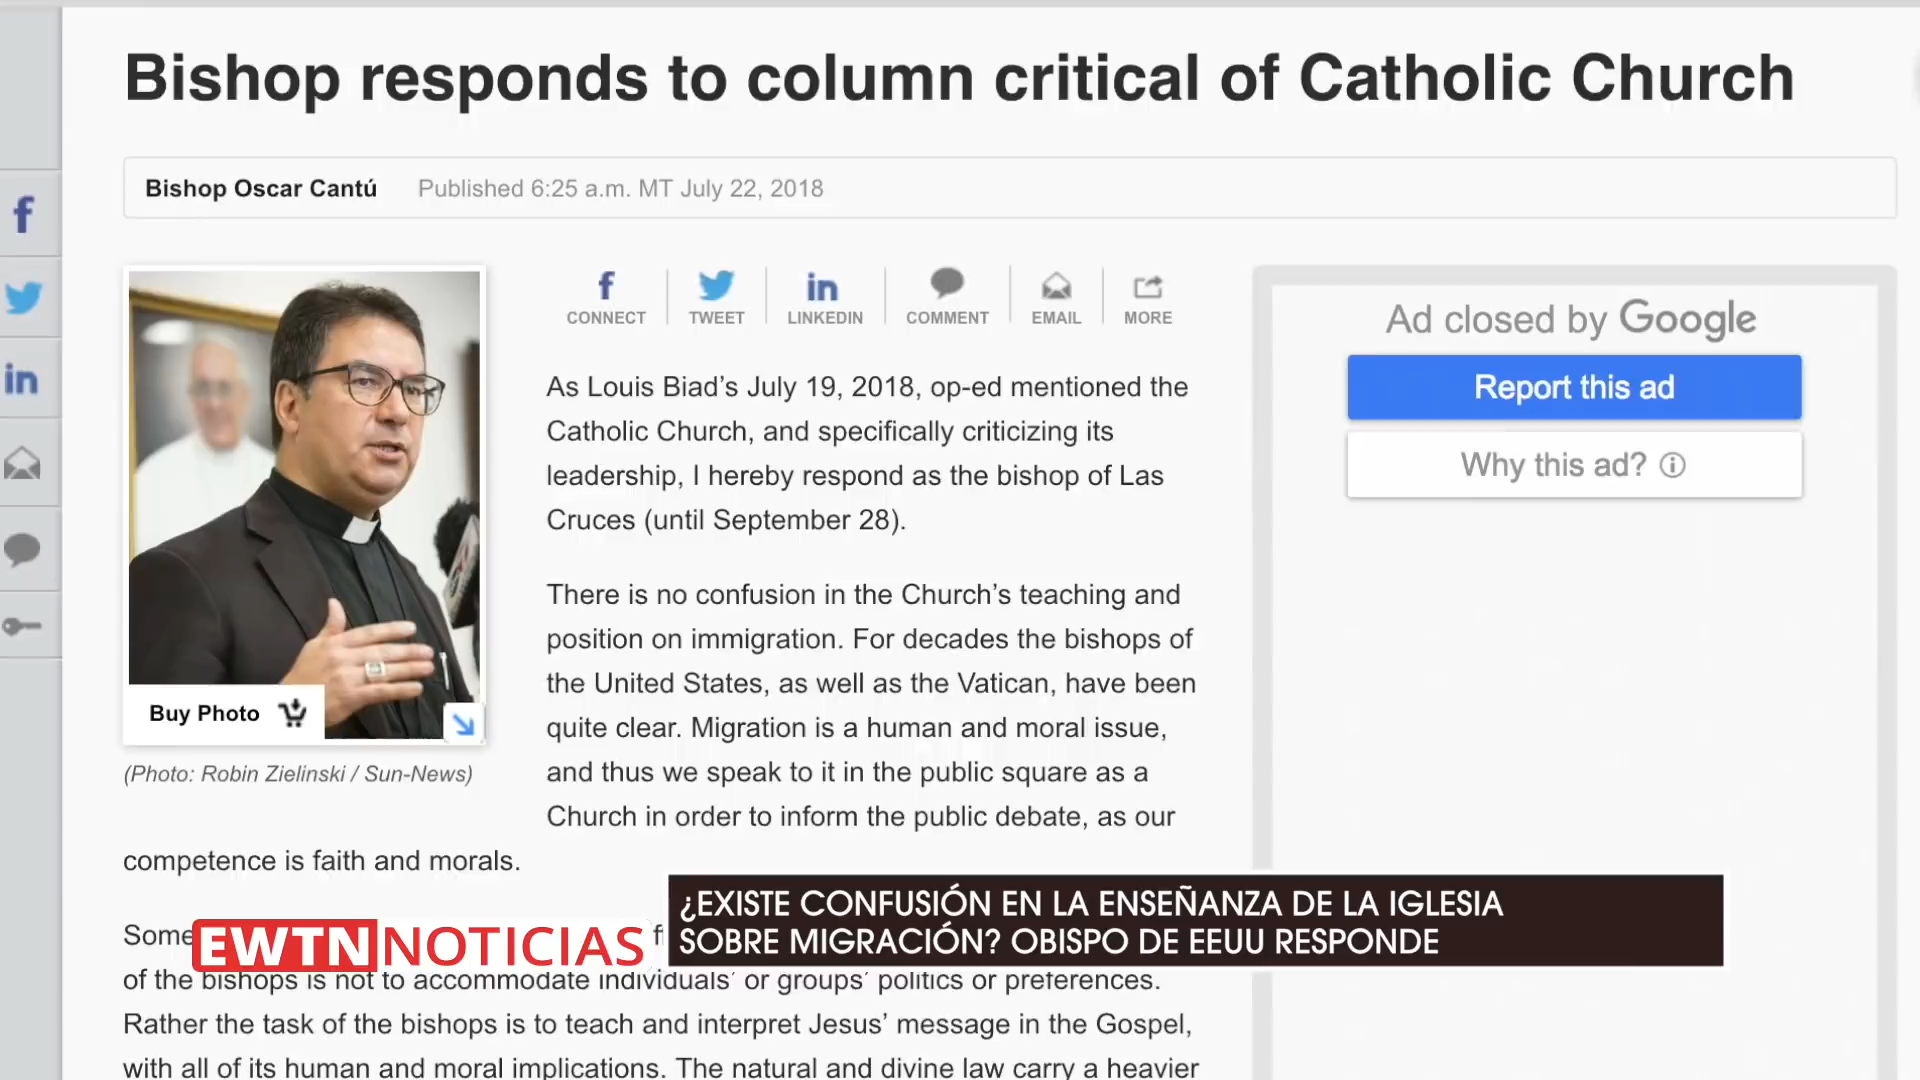 Bishop responds to column critical of Catholic Church
Bishop Oscar Cantú Published 6:25 a.m. MT July 22, 2018
CONNECT TWEET LINKEDIN COMMENT EMAIL MORE
Buy Photo
(Photo: Robin Zielinski / Sun-News)
As Louis Biad’s July 19, 2018, op-ed mentioned the
Catholic Church, and specifically criticizing its
leadership, I hereby respond as the bishop of Las
Cruces (until September 28).
There is no confusion in the Church’s teaching and
position on immigration. For decades the bishops of
the United States, as well as the Vatican, have been
quite clear. Migration is a human and moral issue,
and thus we speak to it in the public square as a
Church in order to inform the public debate, as our
competence is faith and morals.
Some
of the bishops is not to accommodate individuals’ or groups’ politics or preferences.
Rather the task of the bishops is to teach and interpret Jesus’ message in the Gospel,
with all of its human and moral implications. The natural and divine law carry a heavier
Ad closed by Google
Report this ad
Why this ad?
EWTN NOTICIAS
¿EXISTE CONFUSIÓN EN LA ENSEÑANZA DE LA IGLESIA
SOBRE MIGRACIÓN? OBISPO DE EEUU RESPONDE